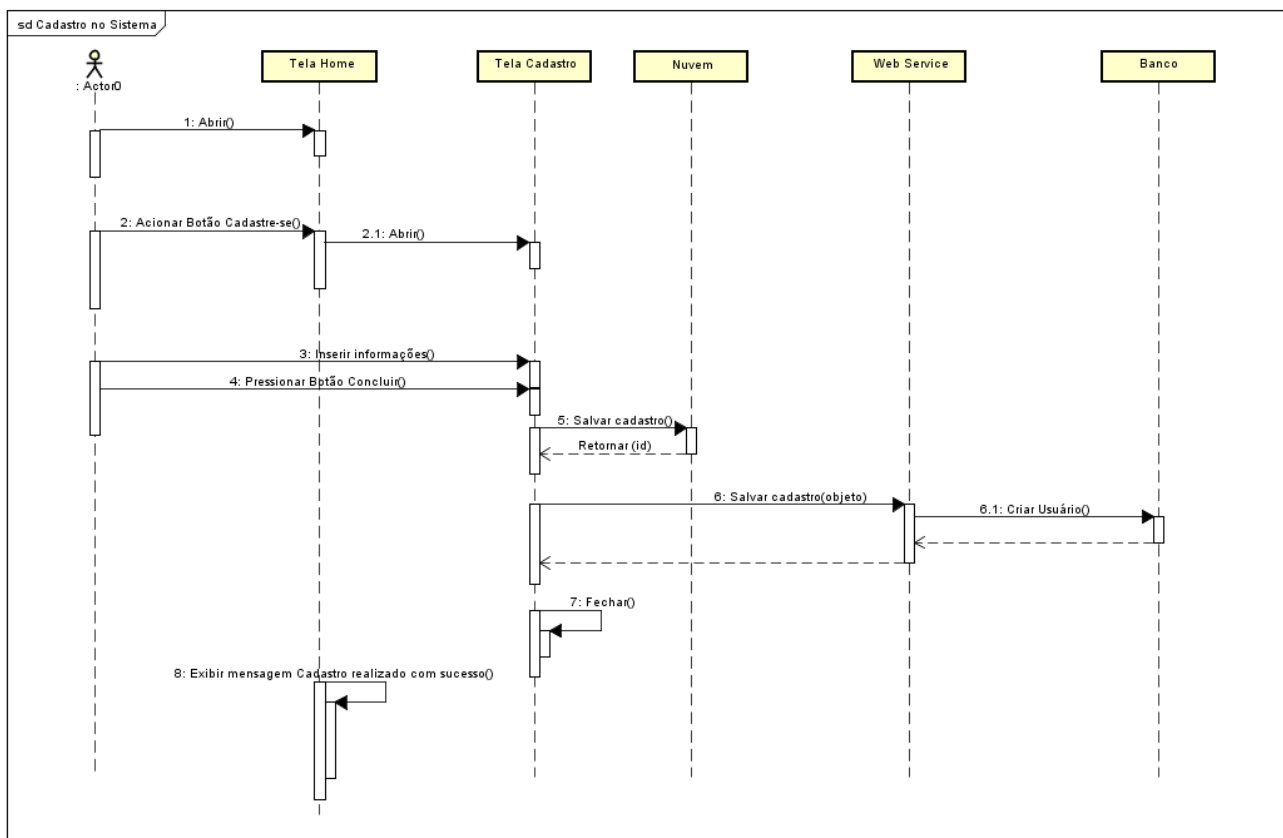 sd Cadastro no Sistema
: Actor0
Tela Home
Tela Cadastro
Nuvem
Web Service
Banco
1: Abrir()
2: Acionar Botão Cadastre-se()
2.1: Abrir()
3: Inserir informações()
4: Pressionar Botão Concluir()
5: Salvar cadastro()
Retornar (id)
6: Salvar cadastro(objeto)
6.1: Criar Usuário()
7: Fechar()
8: Exibir mensagem Cadastro realizado com sucesso()